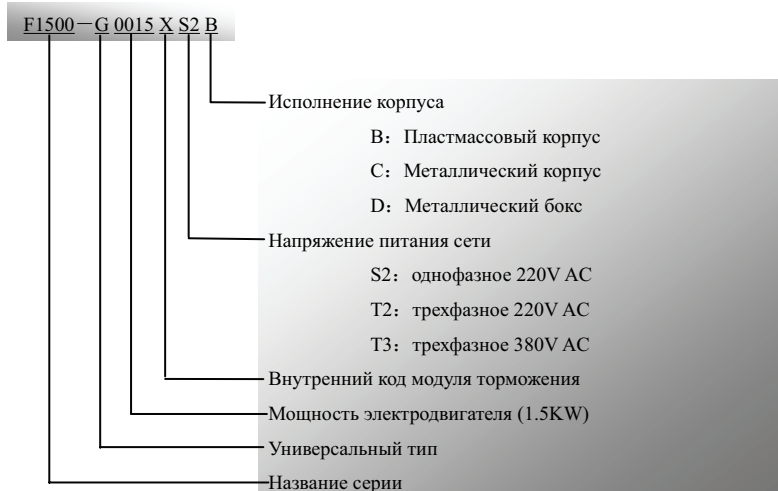 F1500－G 0015 X S2 B
Исполнение корпуса
B：Пластмассовый корпус
C：Металлический корпус
D：Металлический бокс
Напряжение питания сети
S2：однофазное 220V AC
T2：трехфазное 220V AC
T3：трехфазное 380V AC
Внутренний код модуля торможения
Мощность электродвигателя (1.5KW)
Универсальный тип
Название серии